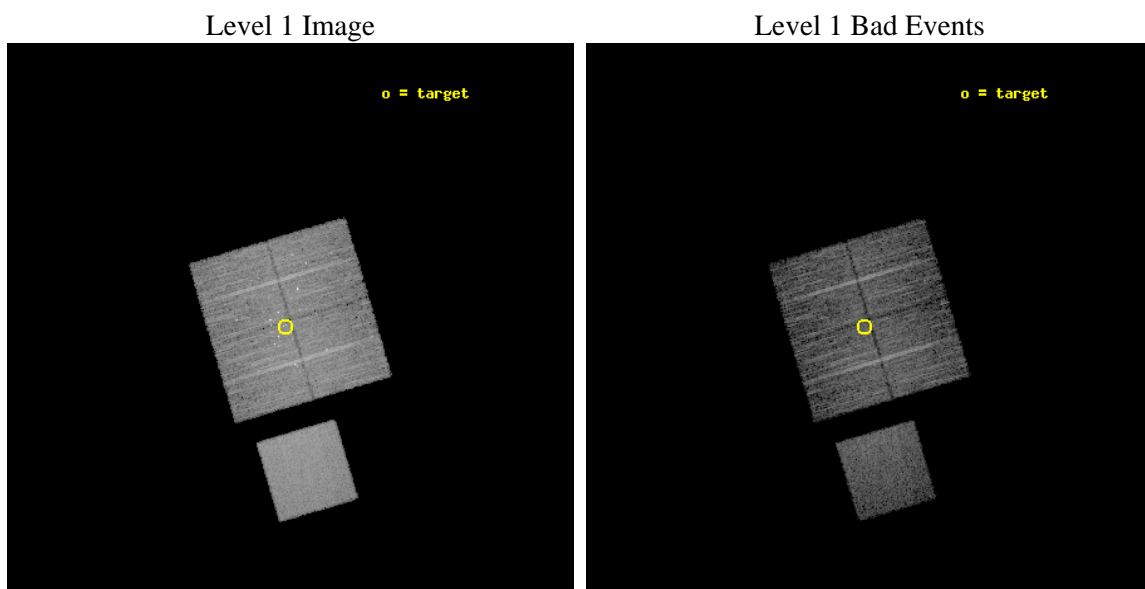 Level 1 Image
Level 1 Bad Events
o = target
o = target